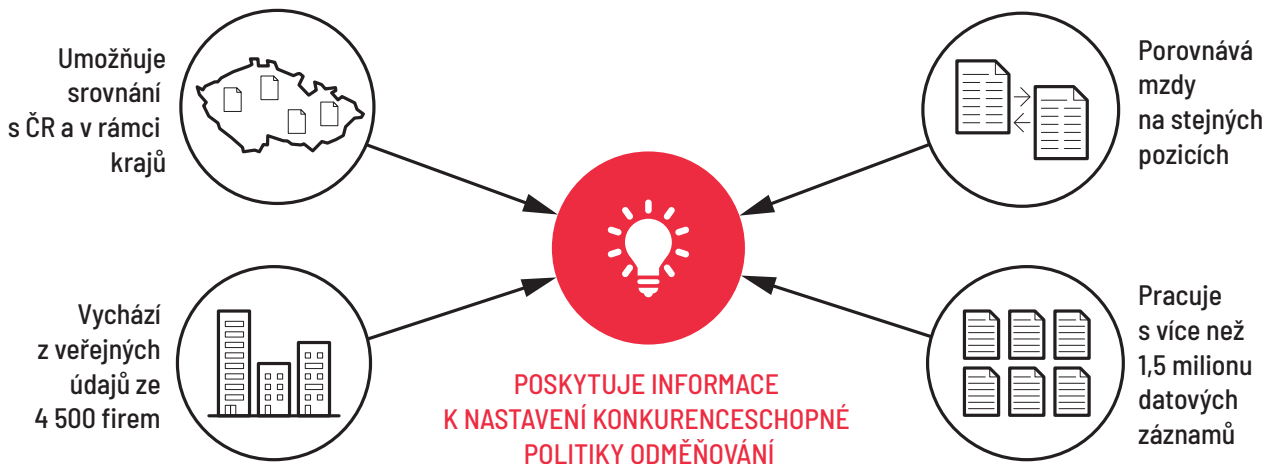 Umožňuje
srovnání
s ČR a v rámci
krajů
Porovnává
mzdy
na stejných
pozicích
Vychází
z veřejných
údajů ze
4 500 firem
Pracuje
s více než
1,5 milionu
datových
záznamů
POSKYTUJE INFORMACE
K NASTAVENÍ KONKURENCESCHOPNÉ
POLITIKY ODMĚŇOVÁNÍ